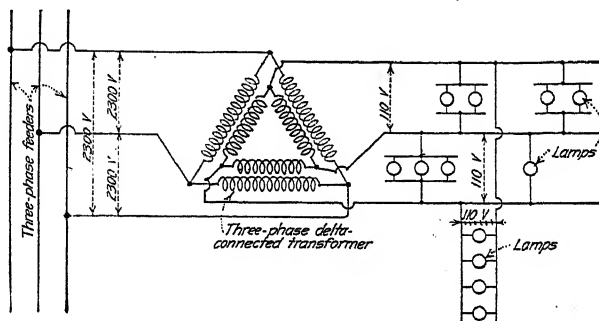 Three-phase feeders
2300 V
2300 V
2300 V
110 V
110 V
110 V
Lamps
Lamps
Three-phase delta-
connected transformer